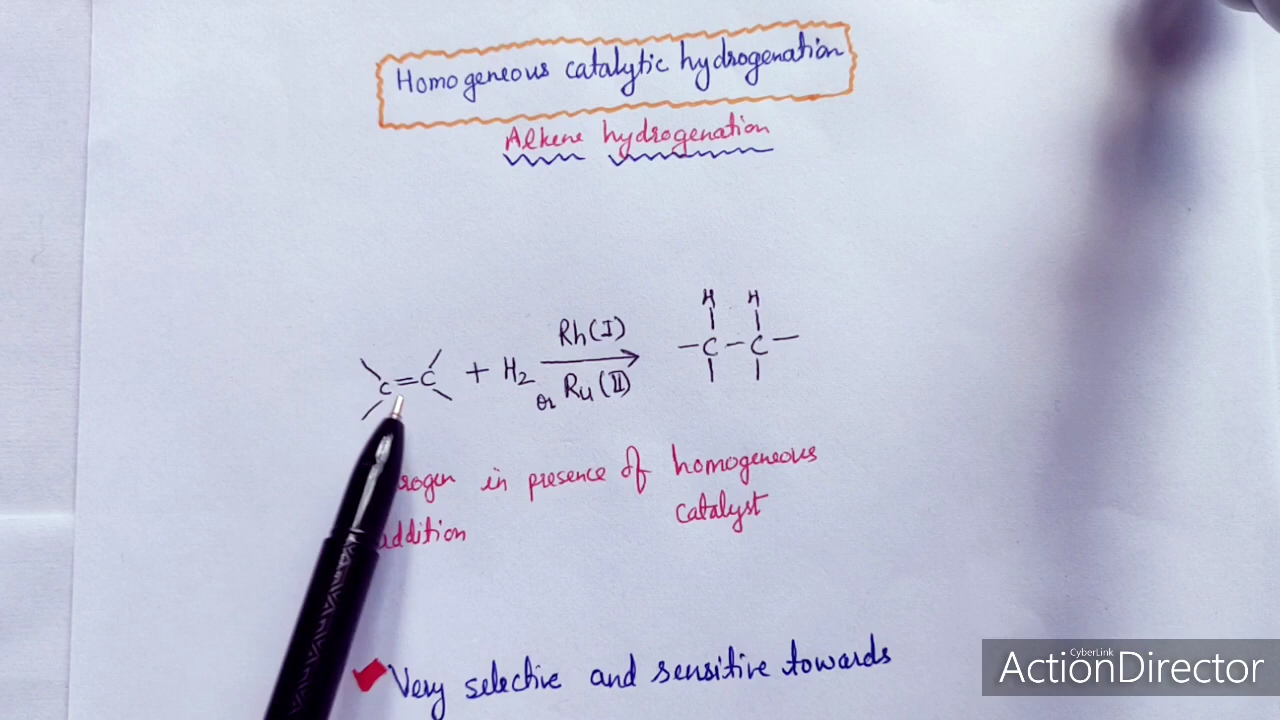 Homogeneous catalytic hydrogenation
Alkene hydrogenation
H H
C=C + H2 Rh(I) -C-C-
or Ru(II)
rogen in presence of homogeneous
addition catalyst
Very selective and sensitive towards
CyberLink
ActionDirector